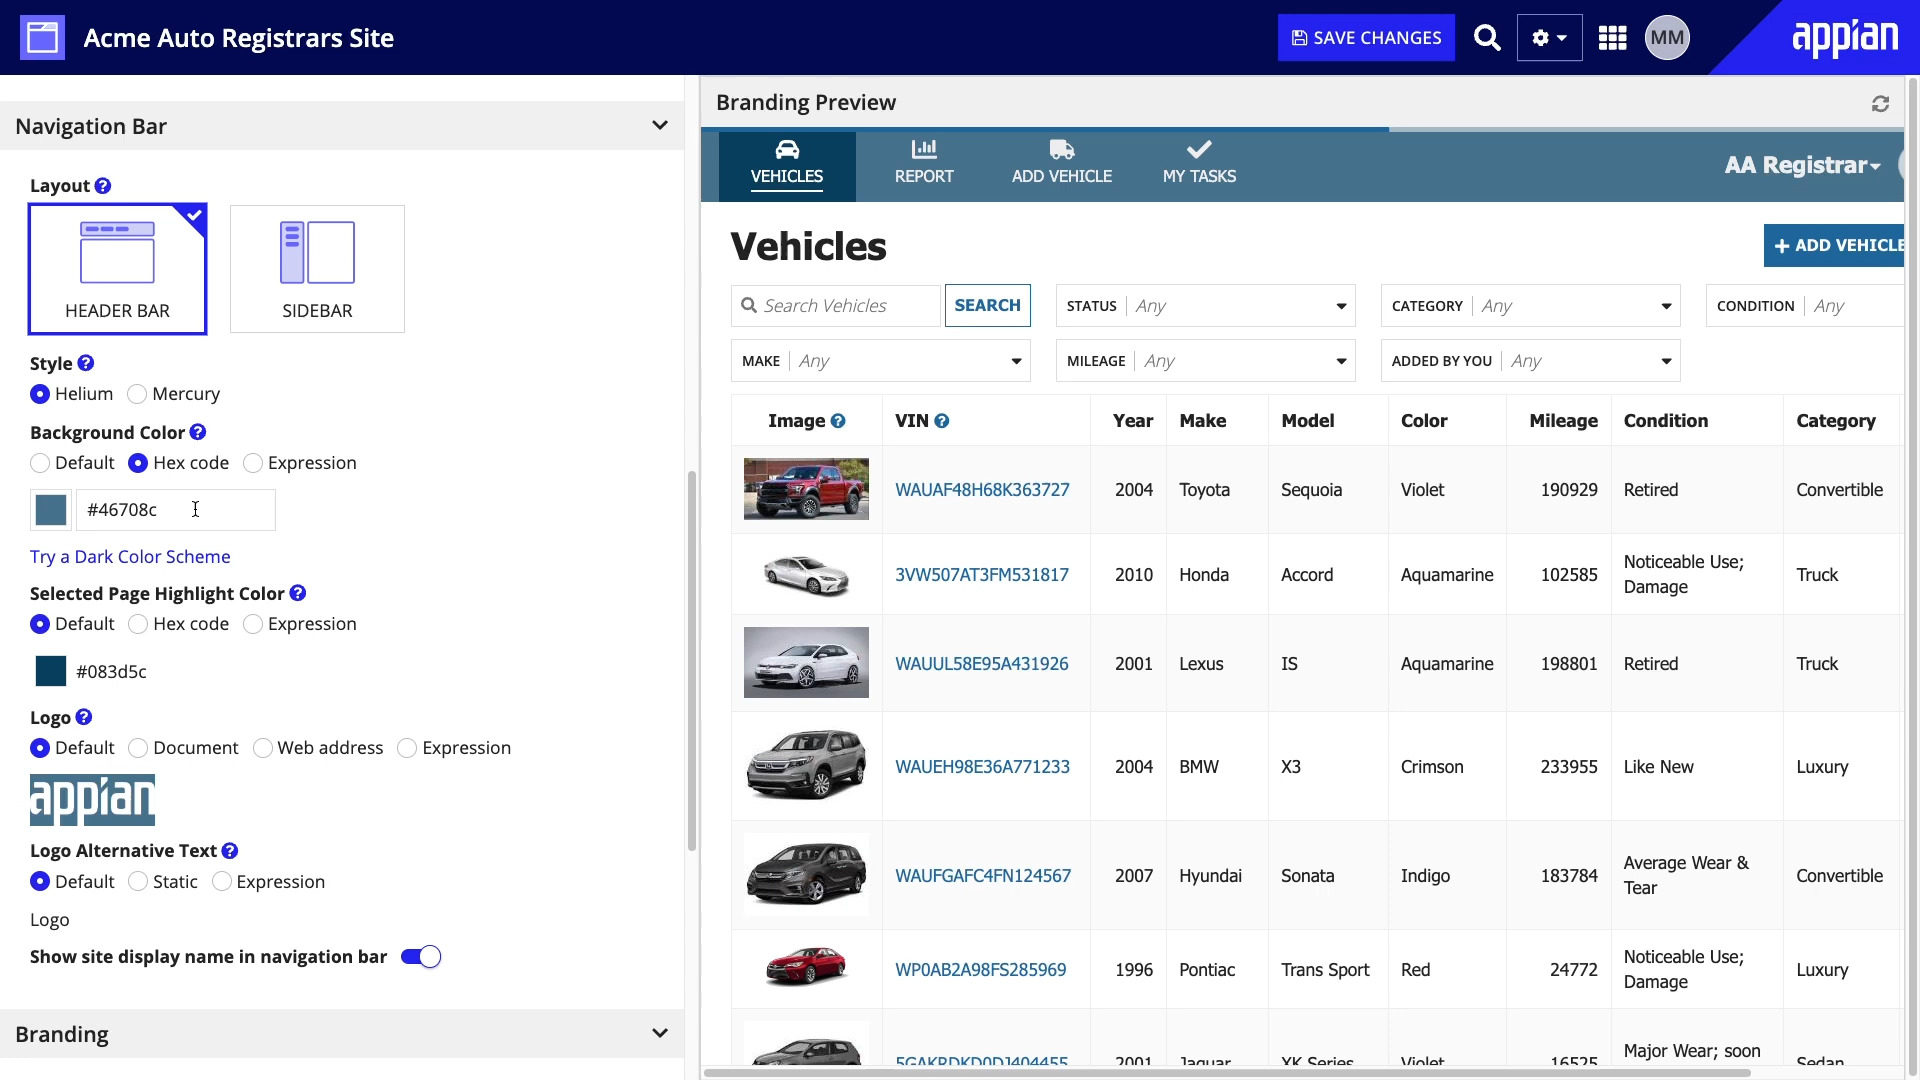 Acme Auto Registrars Site
SAVE CHANGES
MM
appian
Navigation Bar
Layout
HEADER BAR
SIDEBAR
Style
Helium Mercury
Background Color
Default Hex code Expression
#46708c
Try a Dark Color Scheme
Selected Page Highlight Color
Default Hex code Expression
#083d5c
Logo
Default Document Web address Expression
appian
Logo Alternative Text
Default Static Expression
Logo
Show site display name in navigation bar
Branding
Branding Preview
VEHICLES REPORT ADD VEHICLE MY TASKS
AA Registrar
Vehicles
+ ADD VEHICLE
Search Vehicles SEARCH STATUS Any CATEGORY Any CONDITION Any
MAKE Any MILEAGE Any ADDED BY YOU Any
Image VIN Year Make Model Color Mileage Condition Category
WAUAF48H68K363727 2004 Toyota Sequoia Violet 190929 Retired Convertible
3VW507AT3FM531817 2010 Honda Accord Aquamarine 102585 Noticeable Use; Damage Truck
WAUUL58E95A431926 2001 Lexus IS Aquamarine 198801 Retired Truck
WAUEH98E36A771233 2004 BMW X3 Crimson 233955 Like New Luxury
WAUFGAFC4FN124567 2007 Hyundai Sonata Indigo 183784 Average Wear & Tear Convertible
WP0AB2A98FS285969 1996 Pontiac Trans Sport Red 24772 Noticeable Use; Damage Luxury
5GAKRDKD0DJ404455 2001 Jaguar XK Series Violet 16525 Major Wear; soon Sedan